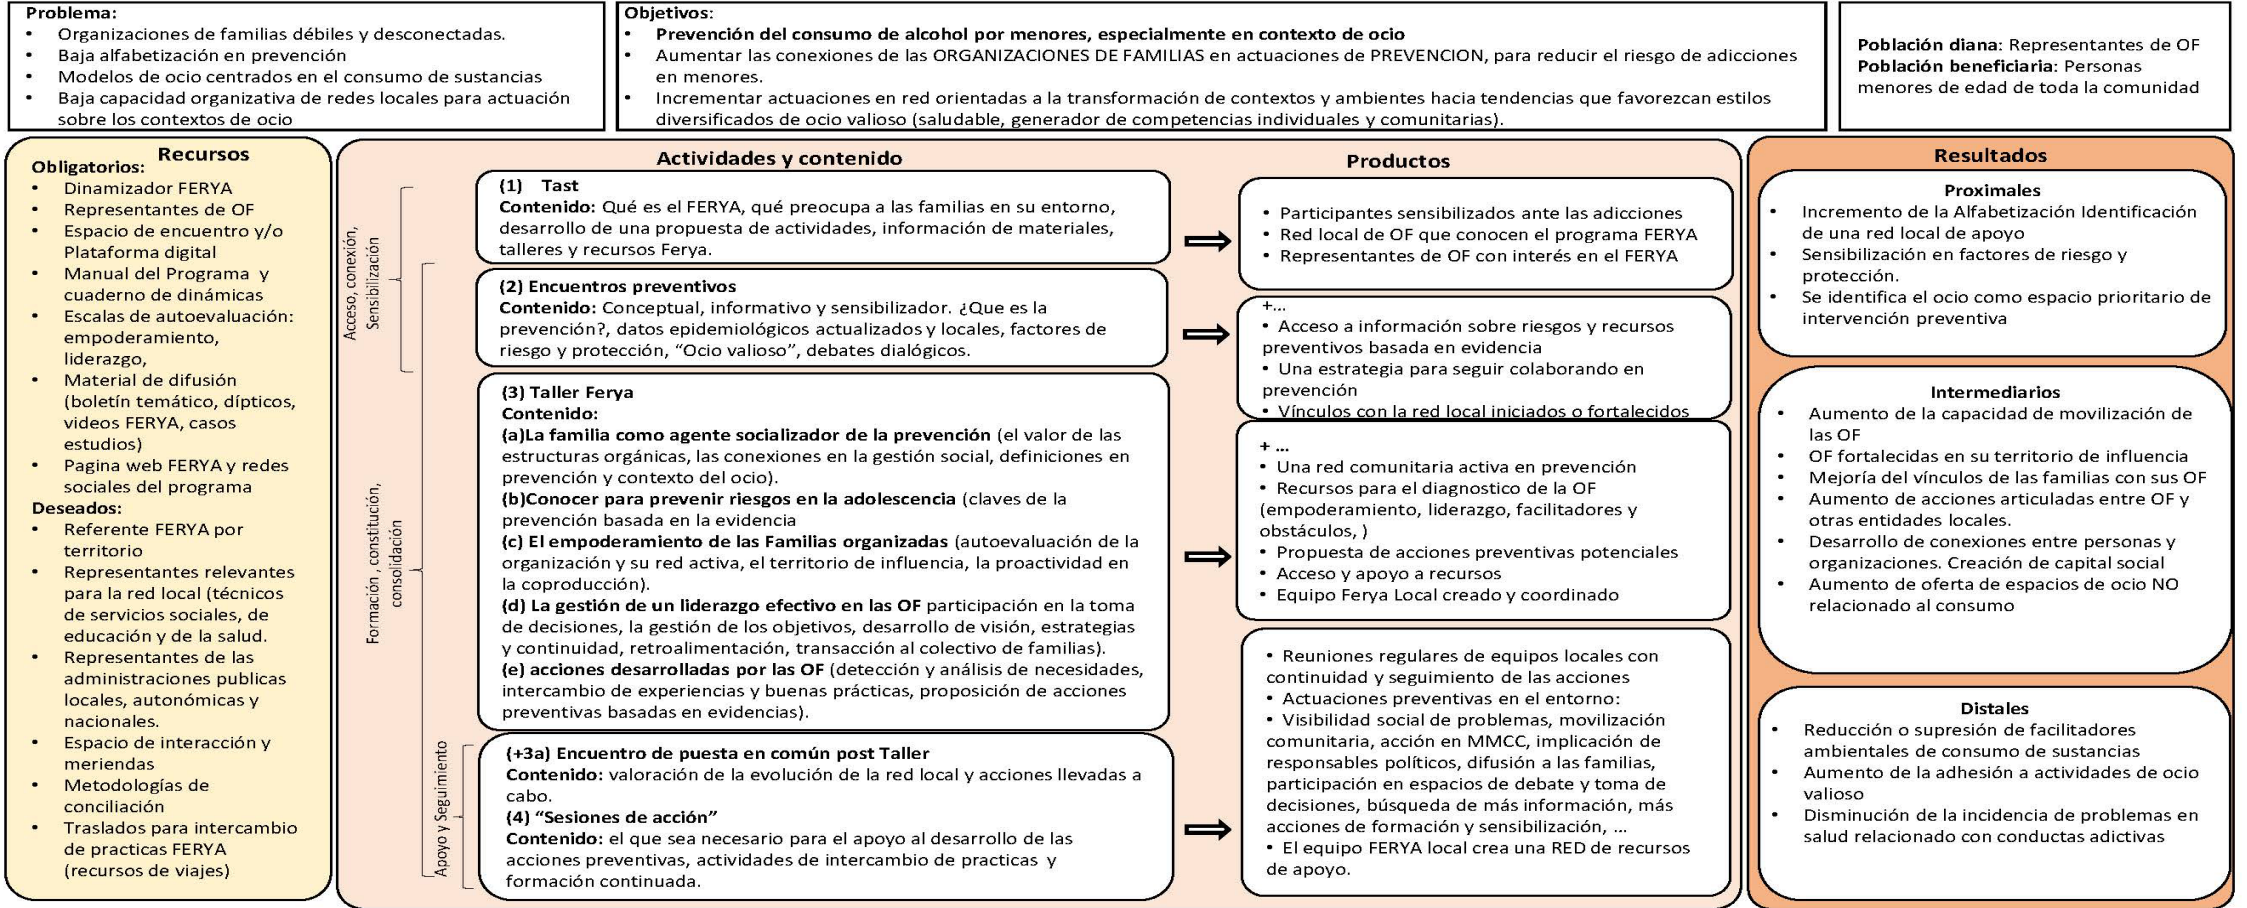 Problema:
• Organizaciones de familias débiles y desconectadas.
• Baja alfabetización en prevención
• Modelos de ocio centrados en el consumo de sustancias
• Baja capacidad organizativa de redes locales para actuación
sobre los contextos de ocio
Objetivos:
• Prevención del consumo de alcohol por menores, especialmente en contexto de ocio
• Aumentar las conexiones de las ORGANIZACIONES DE FAMILIAS en actuaciones de PREVENCION, para reducir el riesgo de adicciones
en menores.
• Incrementar actuaciones en red orientadas a la transformación de contextos y ambientes hacia tendencias que favorezcan estilos
diversificados de ocio valioso (saludable, generador de competencias individuales y comunitarias).
Población diana: Representantes de OF
Población beneficiaria: Personas
menores de edad de toda la comunidad
Recursos
Obligatorios:
• Dinamizador FERYA
• Representantes de OF
• Espacio de encuentro y/o
Plataforma digital
• Manual del Programa y
cuaderno de dinámicas
• Escalas de autoevaluación:
empoderamiento,
liderazgo,
• Material de difusión
(boletín temático, dípticos,
videos FERYA, casos
estudios)
• Pagina web FERYA y redes
sociales del programa
Deseados:
• Referente FERYA por
territorio
• Representantes relevantes
para la red local (técnicos
de servicios sociales, de
educación y de la salud.
• Representantes de las
administraciones publicas
locales, autonómicas y
nacionales.
• Espacio de interacción y
meriendas
• Metodologías de
conciliación
• Traslados para intercambio
de practicas FERYA
(recursos de viajes)
Actividades y contenido
Acceso, conexión,
Sensibilización
Formación , constitución,
consolidación
Apoyo y Seguimiento
(1) Tast
Contenido: Qué es el FERYA, qué preocupa a las familias en su entorno,
desarrollo de una propuesta de actividades, información de materiales,
talleres y recursos Ferya.
(2) Encuentros preventivos
Contenido: Conceptual, informativo y sensibilizador. ¿Que es la
prevención?, datos epidemiológicos actualizados y locales, factores de
riesgo y protección, “Ocio valioso”, debates dialógicos.
(3) Taller Ferya
Contenido:
(a)La familia como agente socializador de la prevención (el valor de las
estructuras orgánicas, las conexiones en la gestión social, definiciones en
prevención y contexto del ocio).
(b)Conocer para prevenir riesgos en la adolescencia (claves de la
prevención basada en la evidencia
(c) El empoderamiento de las Familias organizadas (autoevaluación de la
organización y su red activa, el territorio de influencia, la proactividad en
la coproducción).
(d) La gestión de un liderazgo efectivo en las OF participación en la toma
de decisiones, la gestión de los objetivos, desarrollo de visión, estrategias
y continuidad, retroalimentación, transacción al colectivo de familias).
(e) acciones desarrolladas por las OF (detección y análisis de necesidades,
intercambio de experiencias y buenas prácticas, proposición de acciones
preventivas basadas en evidencias).
(+3a) Encuentro de puesta en común post Taller
Contenido: valoración de la evolución de la red local y acciones llevadas a
cabo.
(4) “Sesiones de acción”
Contenido: el que sea necesario para el apoyo al desarrollo de las
acciones preventivas, actividades de intercambio de practicas y
formación continuada.
Productos
• Participantes sensibilizados ante las adicciones
• Red local de OF que conocen el programa FERYA
• Representantes de OF con interés en el FERYA
+...
• Acceso a información sobre riesgos y recursos
preventivos basada en evidencia
• Una estrategia para seguir colaborando en
prevención
• Vínculos con la red local iniciados o fortalecidos
+ ...
• Una red comunitaria activa en prevención
• Recursos para el diagnostico de la OF
(empoderamiento, liderazgo, facilitadores y
obstáculos, )
• Propuesta de acciones preventivas potenciales
• Acceso y apoyo a recursos
• Equipo Ferya Local creado y coordinado
• Reuniones regulares de equipos locales con
continuidad y seguimiento de las acciones
• Actuaciones preventivas en el entorno:
• Visibilidad social de problemas, movilización
comunitaria, acción en MMCC, implicación de
responsables políticos, difusión a las familias,
participación en espacios de debate y toma de
decisiones, búsqueda de más información, más
acciones de formación y sensibilización, ...
• El equipo FERYA local crea una RED de recursos
de apoyo.
Resultados
Proximales
• Incremento de la Alfabetización Identificación
de una red local de apoyo
• Sensibilización en factores de riesgo y
protección.
• Se identifica el ocio como espacio prioritario de
intervención preventiva
Intermediarios
• Aumento de la capacidad de movilización de
las OF
• OF fortalecidas en su territorio de influencia
• Mejoría del vínculos de las familias con sus OF
• Aumento de acciones articuladas entre OF y
otras entidades locales.
• Desarrollo de conexiones entre personas y
organizaciones. Creación de capital social
• Aumento de oferta de espacios de ocio NO
relacionado al consumo
Distales
• Reducción o supresión de facilitadores
ambientales de consumo de sustancias
• Aumento de la adhesión a actividades de ocio
valioso
• Disminución de la incidencia de problemas en
salud relacionado con conductas adictivas